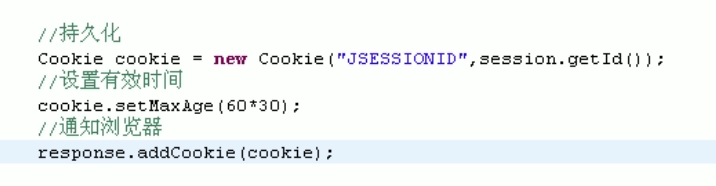 //持久化
Cookie cookie = new Cookie("JSESSIONID",session.getId());
//设置有效时间
cookie.setMaxAge(60*30);
//通知浏览器
response.addCookie(cookie);